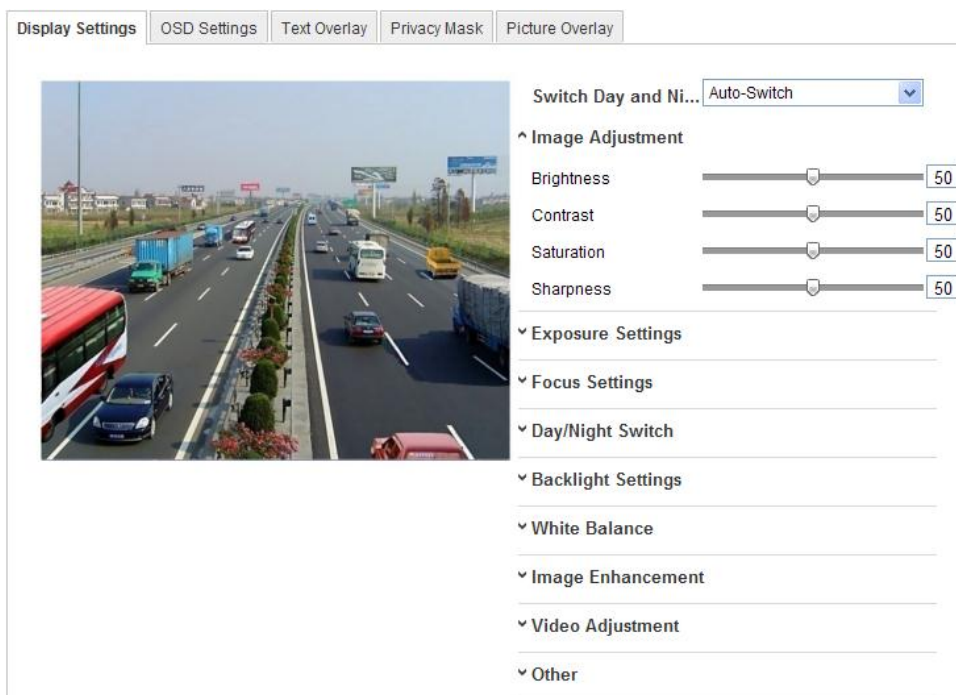 Display Settings
OSD Settings
Text Overlay
Privacy Mask
Picture Overlay
Switch Day and Ni...
Auto-Switch
Image Adjustment
Brightness 50
Contrast 50
Saturation 50
Sharpness 50
Exposure Settings
Focus Settings
Day/Night Switch
Backlight Settings
White Balance
Image Enhancement
Video Adjustment
Other